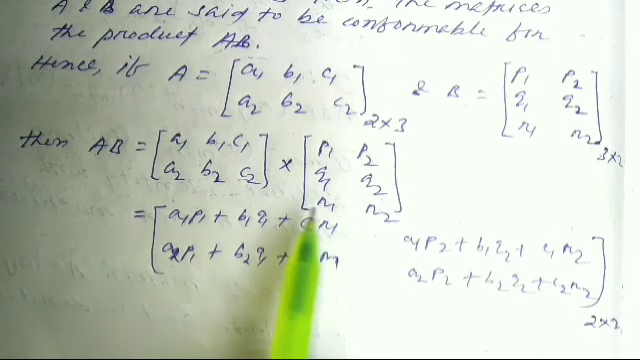 A & B are said to be conformable for
the product AB.
Hence, if A = [a₁ b₁ c₁ & B = [p₁ p₂
a₂ b₂ c₂]2×3 q₁ q₂
r₁ r₂]3×2
then AB = [a₁ b₁ c₁ × [p₁ p₂
a₂ b₂ c₂] q₁ q₂
r₁ r₂]
= [a₁p₁ + b₁q₁ + c r₁ a₁p₂ + b₁q₂ + c₁r₂
a₂p₁ + b₂q₁ + r₁ a₂p₂ + b₂q₂ + c₂r₂]2×2